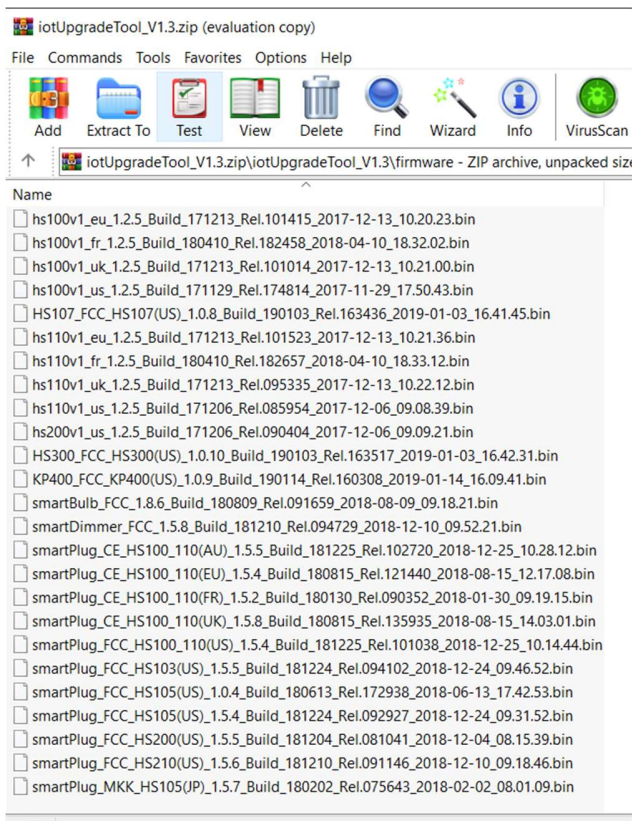 iotUpgradeTool_V1.3.zip (evaluation copy)
File Commands Tools Favorites Options Help
Add Extract To Test View Delete Find Wizard Info VirusScan
iotUpgradeTool_V1.3.zip\iotUpgradeTool_V1.3\firmware - ZIP archive, unpacked size
Name
hs100v1_eu_1.2.5_Build_171213_Rel.101415_2017-12-13_10.20.23.bin
hs100v1_fr_1.2.5_Build_180410_Rel.182458_2018-04-10_18.32.02.bin
hs100v1_uk_1.2.5_Build_171213_Rel.101014_2017-12-13_10.21.00.bin
hs100v1_us_1.2.5_Build_171129_Rel.174814_2017-11-29_17.50.43.bin
HS107_FCC_HS107(US)_1.0.8_Build_190103_Rel.163436_2019-01-03_16.41.45.bin
hs110v1_eu_1.2.5_Build_171213_Rel.101523_2017-12-13_10.21.36.bin
hs110v1_fr_1.2.5_Build_180410_Rel.182657_2018-04-10_18.33.12.bin
hs110v1_uk_1.2.5_Build_171213_Rel.095335_2017-12-13_10.22.12.bin
hs110v1_us_1.2.5_Build_171206_Rel.085954_2017-12-06_09.08.39.bin
hs200v1_us_1.2.5_Build_171206_Rel.090404_2017-12-06_09.09.21.bin
HS300_FCC_HS300(US)_1.0.10_Build_190103_Rel.163517_2019-01-03_16.42.31.bin
KP400_FCC_KP400(US)_1.0.9_Build_190114_Rel.160308_2019-01-14_16.09.41.bin
smartBulb_FCC_1.8.6_Build_180809_Rel.091659_2018-08-09_09.18.21.bin
smartDimmer_FCC_1.5.8_Build_181210_Rel.094729_2018-12-10_09.52.21.bin
smartPlug_CE_HS100_110(AU)_1.5.5_Build_181225_Rel.102720_2018-12-25_10.28.12.bin
smartPlug_CE_HS100_110(EU)_1.5.4_Build_180815_Rel.121440_2018-08-15_12.17.08.bin
smartPlug_CE_HS100_110(FR)_1.5.2_Build_180130_Rel.090352_2018-01-30_09.19.15.bin
smartPlug_CE_HS100_110(UK)_1.5.8_Build_180815_Rel.135935_2018-08-15_14.03.01.bin
smartPlug_FCC_HS100_110(US)_1.5.4_Build_181225_Rel.101038_2018-12-25_10.14.44.bin
smartPlug_FCC_HS103(US)_1.5.5_Build_181224_Rel.094102_2018-12-24_09.46.52.bin
smartPlug_FCC_HS105(US)_1.0.4_Build_180613_Rel.172938_2018-06-13_17.42.53.bin
smartPlug_FCC_HS105(US)_1.5.4_Build_181224_Rel.092927_2018-12-24_09.31.52.bin
smartPlug_FCC_HS200(US)_1.5.5_Build_181204_Rel.081041_2018-12-04_08.15.39.bin
smartPlug_FCC_HS210(US)_1.5.6_Build_181210_Rel.091146_2018-12-10_09.18.46.bin
smartPlug_MKK_HS105(JP)_1.5.7_Build_180202_Rel.075643_2018-02-02_08.01.09.bin